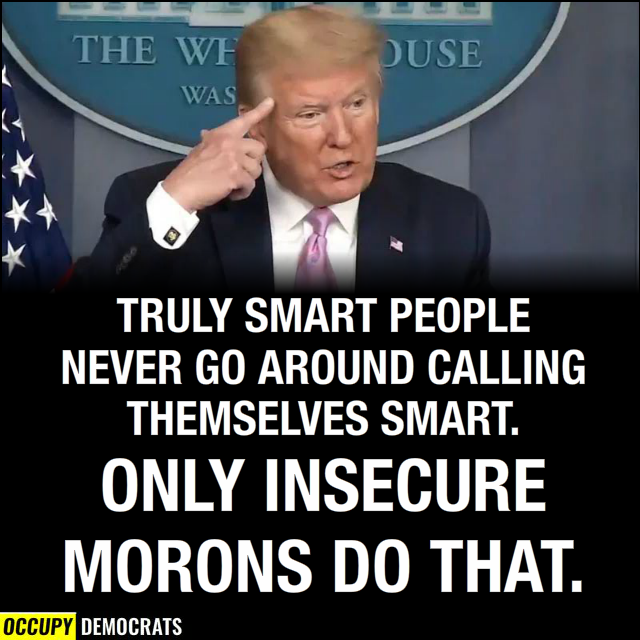 THE WH OUSE
WAS
TRULY SMART PEOPLE
NEVER GO AROUND CALLING
THEMSELVES SMART.
ONLY INSECURE
MORONS DO THAT.
OCCUPY DEMOCRATS